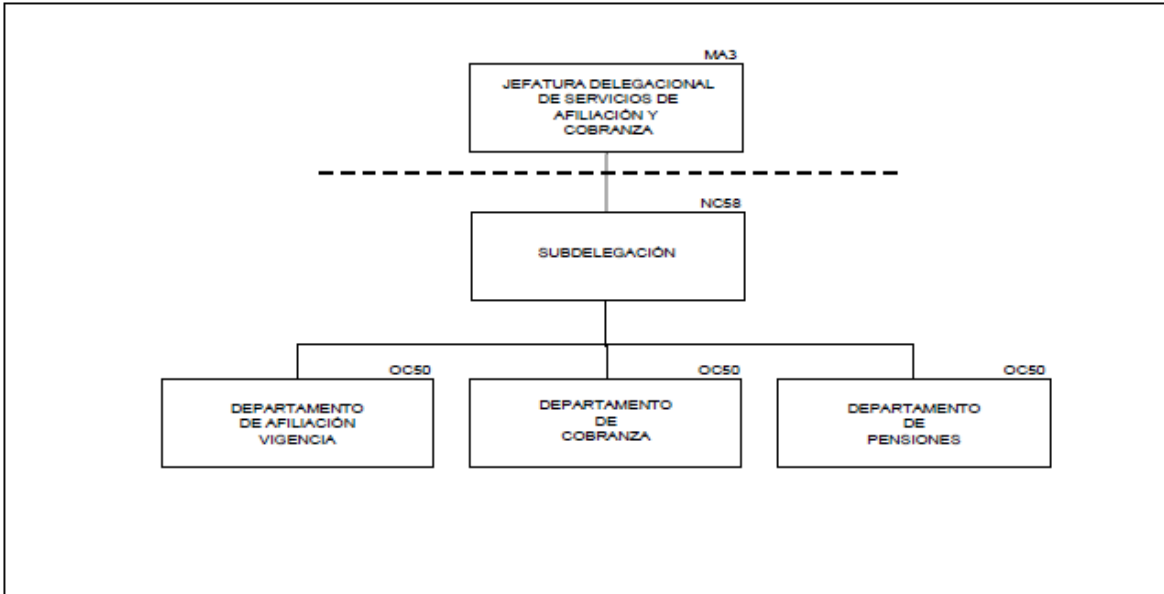 MA3
JEFATURA DELEGACIONAL
DE SERVICIOS DE
AFILIACIÓN Y
COBRANZA
NC58
SUBDELEGACIÓN
OC50
DEPARTAMENTO
DE AFILIACIÓN
VIGENCIA
OC50
DEPARTAMENTO
DE
COBRANZA
OC50
DEPARTAMENTO
DE
PENSIONES